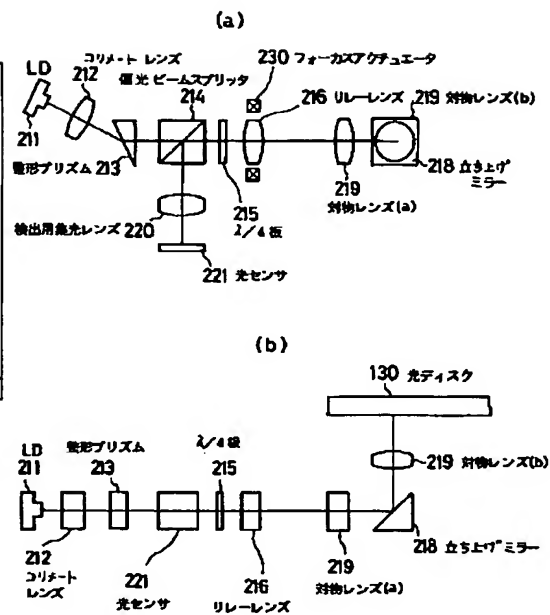 (a)
コリメート レンズ
LD
212
偏光 ビームスプリッタ
214
230 フォーカスアクチュエータ
216 リレーレンズ
219 対物レンズ(b)
211
整形プリズム 213
215
λ/4板
219
対物レンズ(a)
218 立ち上げ
ミラー
検出用集光レンズ 220
221 光センサ
(b)
130 光ディスク
整形プリズム
λ/4板
LD
211
213
215
219 対物レンズ(b)
212
コリメート
レンズ
221
光センサ
216
リレーレンズ
219
対物レンズ(a)
218 立ち上げミラー